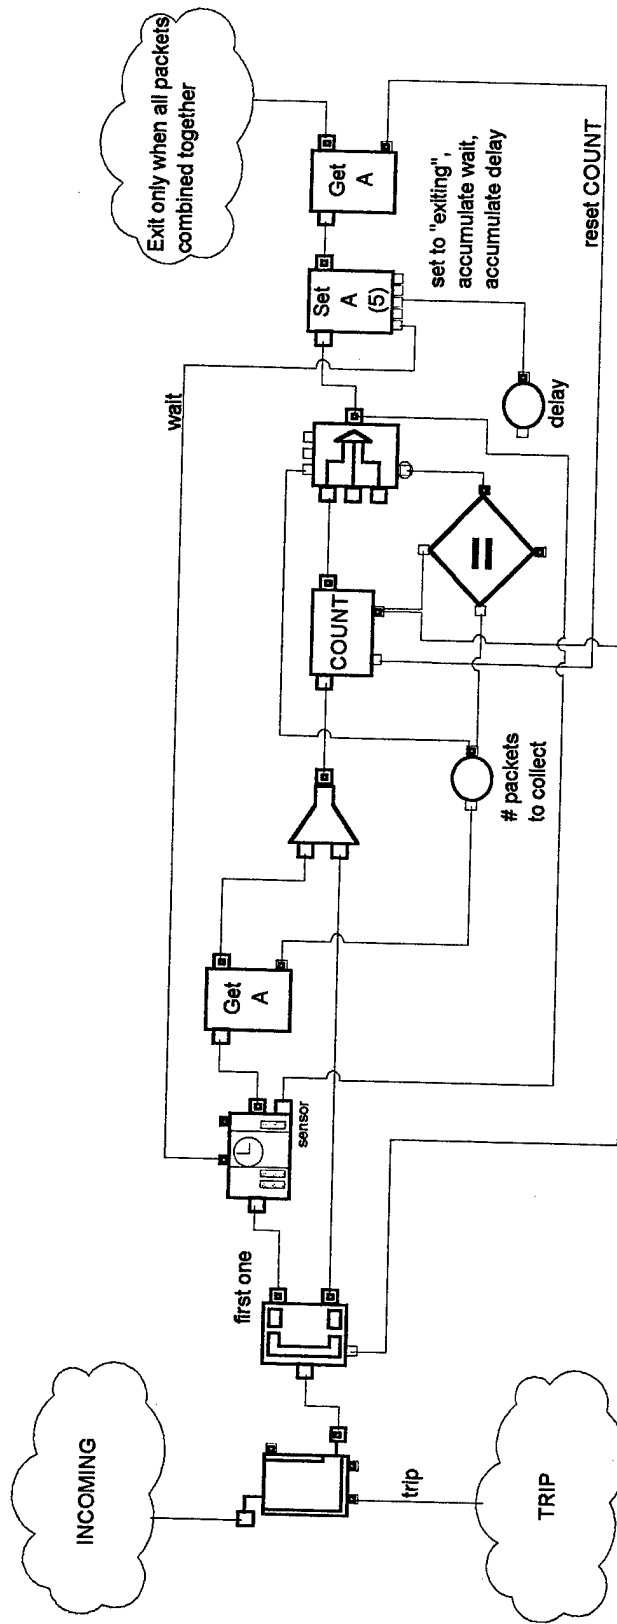 INCOMING
TRIP
trip
first one
sensor
Get
A
wait
# packets
to collect
COUNT
=
Set
A
(5)
delay
set to "exiting",
accumulate wait,
accumulate delay
Get
A
reset COUNT
Exit only when all packets
combined together